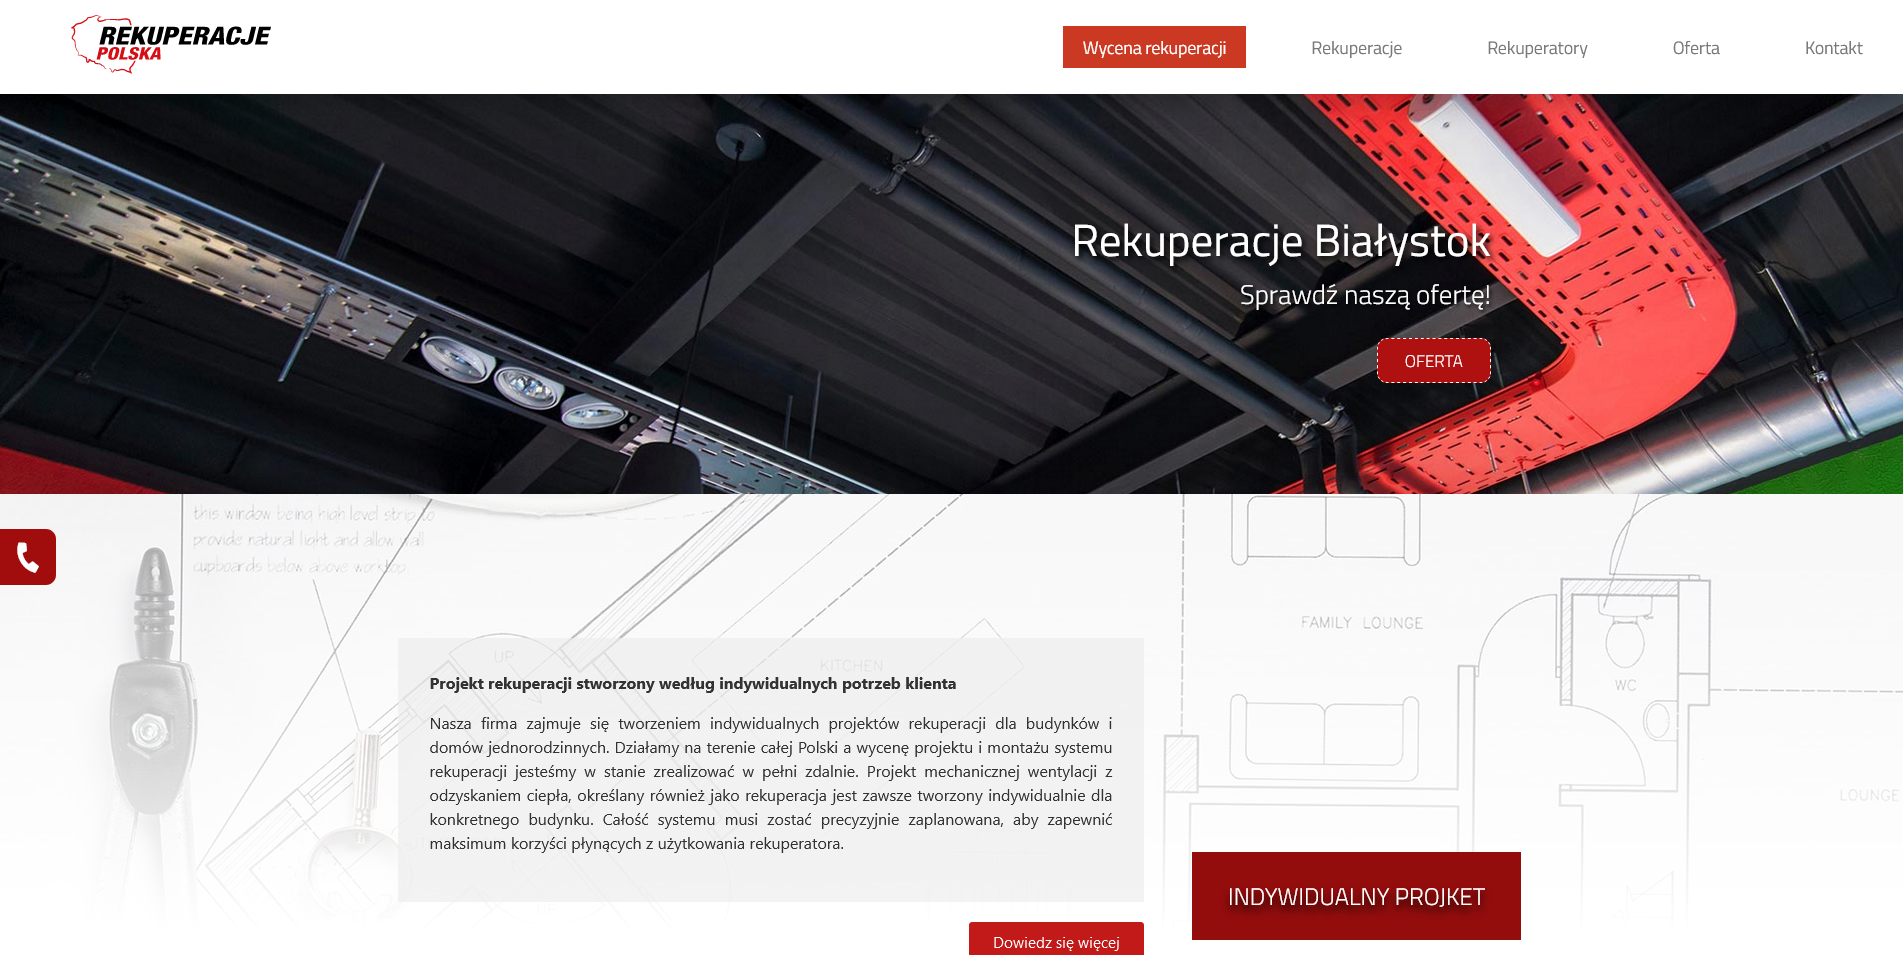 REKUPERACJE
POLSKA
Wycena rekuperacji
Rekuperacje
Rekuperatory
Oferta
Kontakt
Rekuperacje Białystok
Sprawdź naszą ofertę!
OFERTA
this window being high level strip to
provide natural light and allow wall
cupboards below above worktop
FAMILY LOUNGE
UP
KITCHEN
WC
Projekt rekuperacji stworzony według indywidualnych potrzeb klienta
Nasza firma zajmuje się tworzeniem indywidualnych projektów rekuperacji dla budynków i
domów jednorodzinnych. Działamy na terenie całej Polski a wycenę projektu i montażu systemu
rekuperacji jesteśmy w stanie zrealizować w pełni zdalnie. Projekt mechanicznej wentylacji z
odzyskaniem ciepła, określany również jako rekuperacja jest zawsze tworzony indywidualnie dla
konkretnego budynku. Całość systemu musi zostać precyzyjnie zaplanowana, aby zapewnić
maksimum korzyści płynących z użytkowania rekuperatora.
LOUNGE
INDYWIDUALNY PROJKET
UP
Dowiedz się więcej